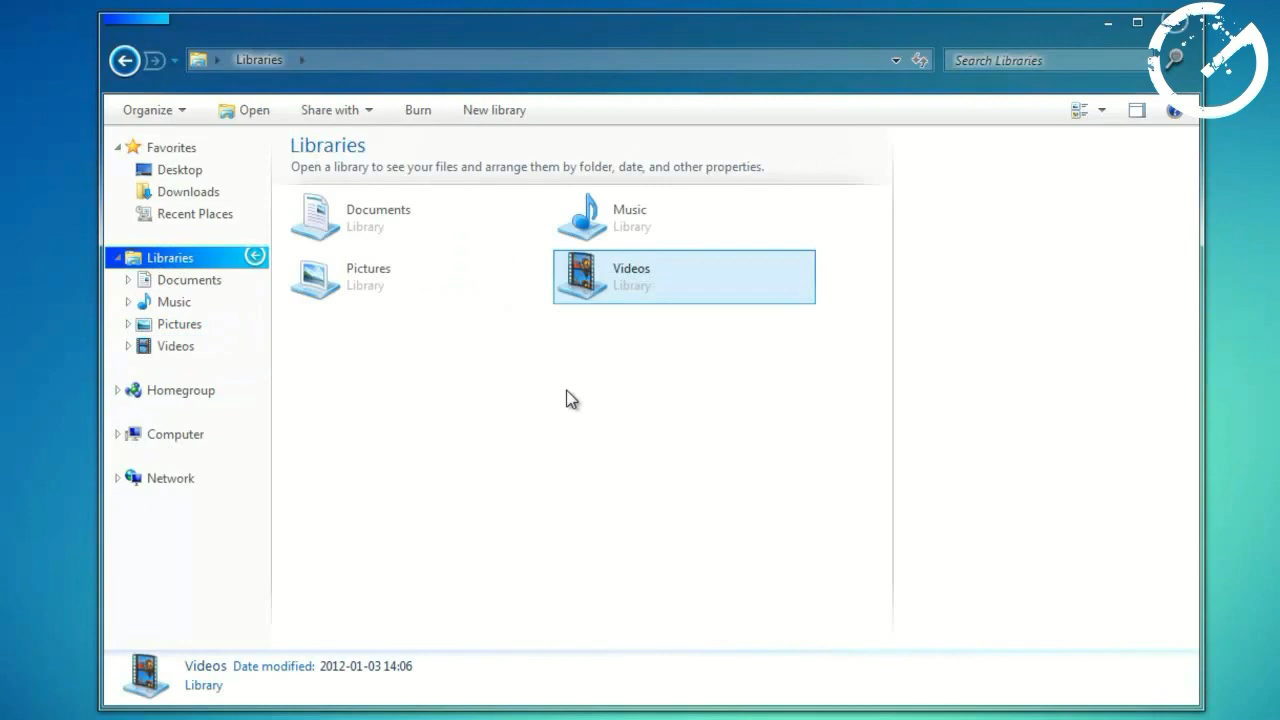 Libraries
Search Libraries
Organize
Open
Share with
Burn
New library
Favorites
Desktop
Downloads
Recent Places
Libraries
Documents
Music
Pictures
Videos
Homegroup
Computer
Network
Libraries
Open a library to see your files and arrange them by folder, date, and other properties.
Documents
Library
Music
Library
Pictures
Library
Videos
Library
Videos Date modified: 2012-01-03 14:06
Library